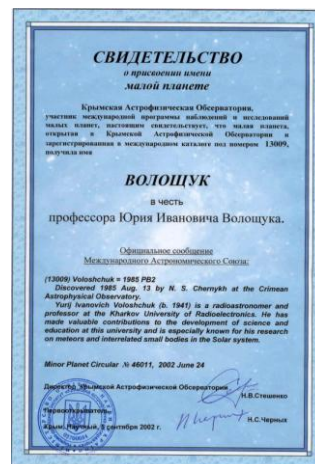 СВИДЕТЕЛЬСТВО
о присвоении имени
малой планете
Крымская Астрофизическая Обсерватория,
участник международной программы наблюдений и исследований
малых планет, настоящим свидетельствует, что малая планета,
открытая в Крымской Астрофизической Обсерватории и
зарегистрированная в международном каталоге под номером 13009,
получила имя
ВОЛОЩУК
в честь
профессора Юрия Ивановича Волощука.
Официальное сообщение
Международного Астрономического Союза:
(13009) Voloshchuk = 1985 PB2
Discovered 1985 Aug. 13 by N. S. Chernykh at the Crimean
Astrophysical Observatory.
Yurij Ivanovich Voloshchuk (b. 1941) is a radioastronomer and
professor at the Kharkov University of Radioelectronics. He has
made valuable contributions to the development of science and
education at this university and is especially known for his research
on meteors and interrelated small bodies in the Solar system.
Minor Planet Circular № 46011, 2002 June 24
Директор Крымской Астрофизической Обсерватории
Н.В.Стешенко
Первооткрыватель
Н.С.Черных
Крым, Научный, 2 сентября 2002 г.